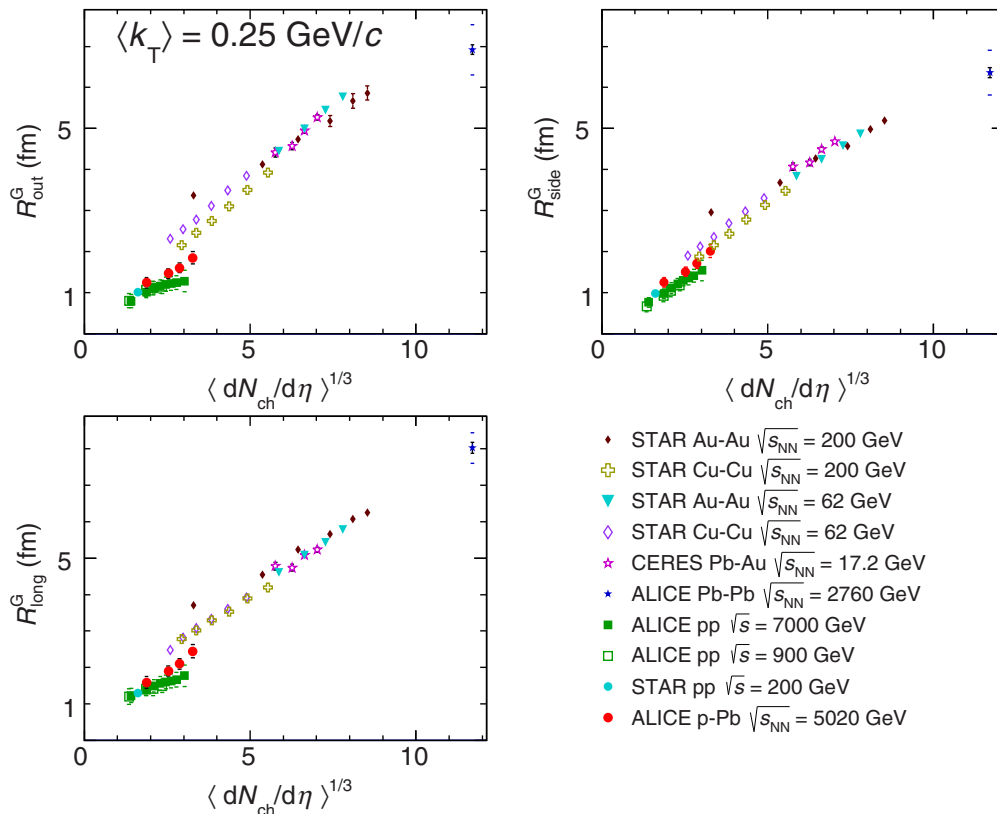 ⟨k_T⟩ = 0.25 GeV/c
R^G_out (fm)
5
1
0 5 10
⟨ dN_ch/dη ⟩^1/3
R^G_side (fm)
5
1
0 5 10
⟨ dN_ch/dη ⟩^1/3
R^G_long (fm)
5
1
0 5 10
⟨ dN_ch/dη ⟩^1/3
STAR Au-Au √s_NN = 200 GeV
STAR Cu-Cu √s_NN = 200 GeV
STAR Au-Au √s_NN = 62 GeV
STAR Cu-Cu √s_NN = 62 GeV
CERES Pb-Au √s_NN = 17.2 GeV
ALICE Pb-Pb √s_NN = 2760 GeV
ALICE pp √s = 7000 GeV
ALICE pp √s = 900 GeV
STAR pp √s = 200 GeV
ALICE p-Pb √s_NN = 5020 GeV